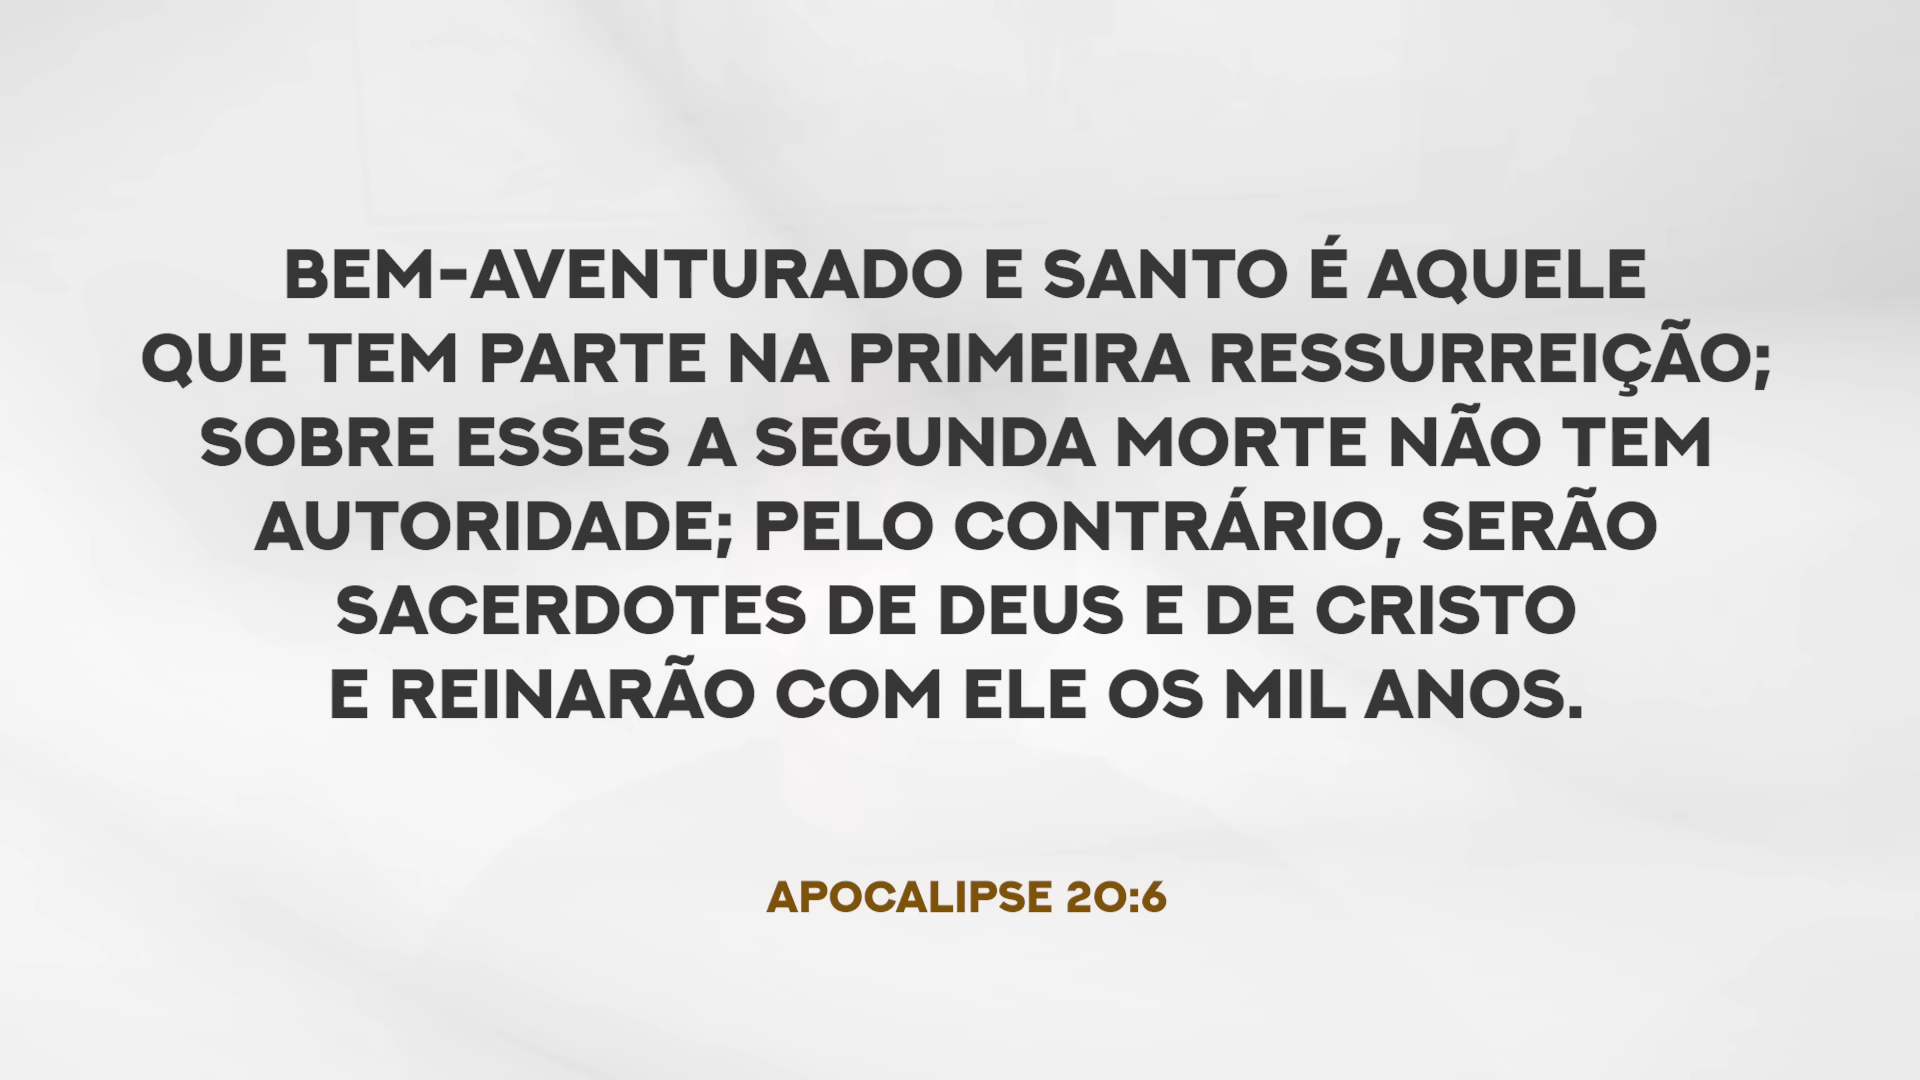 BEM-AVENTURADO E SANTO É AQUELE
QUE TEM PARTE NA PRIMEIRA RESSURREIÇÃO;
SOBRE ESSES A SEGUNDA MORTE NÃO TEM
AUTORIDADE; PELO CONTRÁRIO, SERÃO
SACERDOTES DE DEUS E DE CRISTO
E REINARÃO COM ELE OS MIL ANOS.
APOCALIPSE 20:6